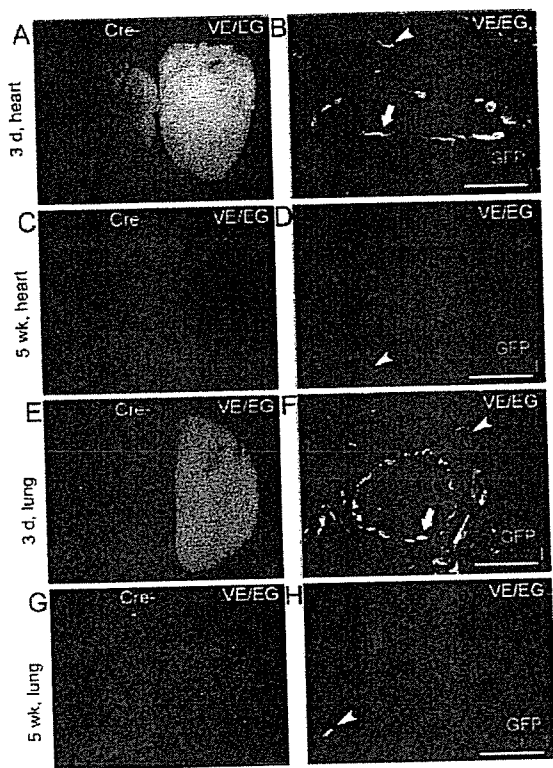 A Cre- VE/EG
B VE/EG
GFP
3 d, heart
C Cre- VE/EG
D VE/EG
GFP
5 wk, heart
E Cre- VE/EG
F VE/EG
GFP
3 d, lung
G Cre- VE/EG
H VE/EG
GFP
5 wk, lung